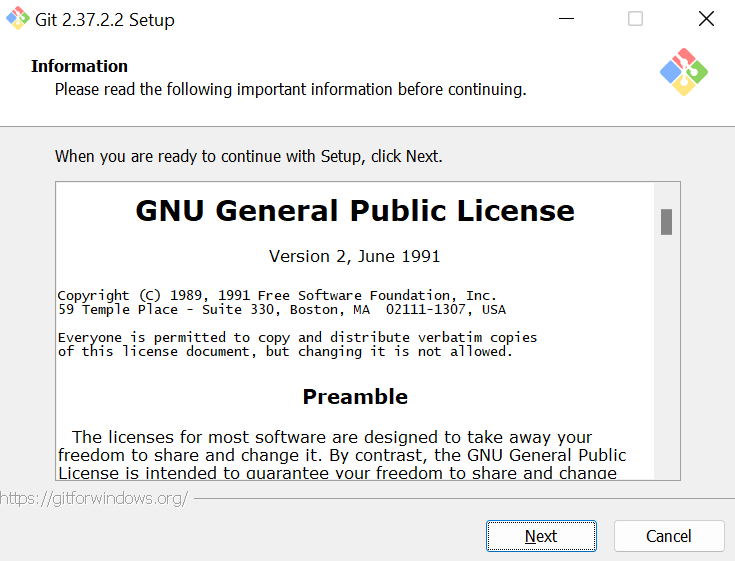 Git 2.37.2.2 Setup
Information
Please read the following important information before continuing.
When you are ready to continue with Setup, click Next.
GNU General Public License
Version 2, June 1991
Copyright (C) 1989, 1991 Free Software Foundation, Inc.
59 Temple Place - Suite 330, Boston, MA  02111-1307, USA
Everyone is permitted to copy and distribute verbatim copies
of this license document, but changing it is not allowed.
Preamble
The licenses for most software are designed to take away your
freedom to share and change it. By contrast, the GNU General Public
License is intended to guarantee your freedom to share and change
https://gitforwindows.org/
Next
Cancel